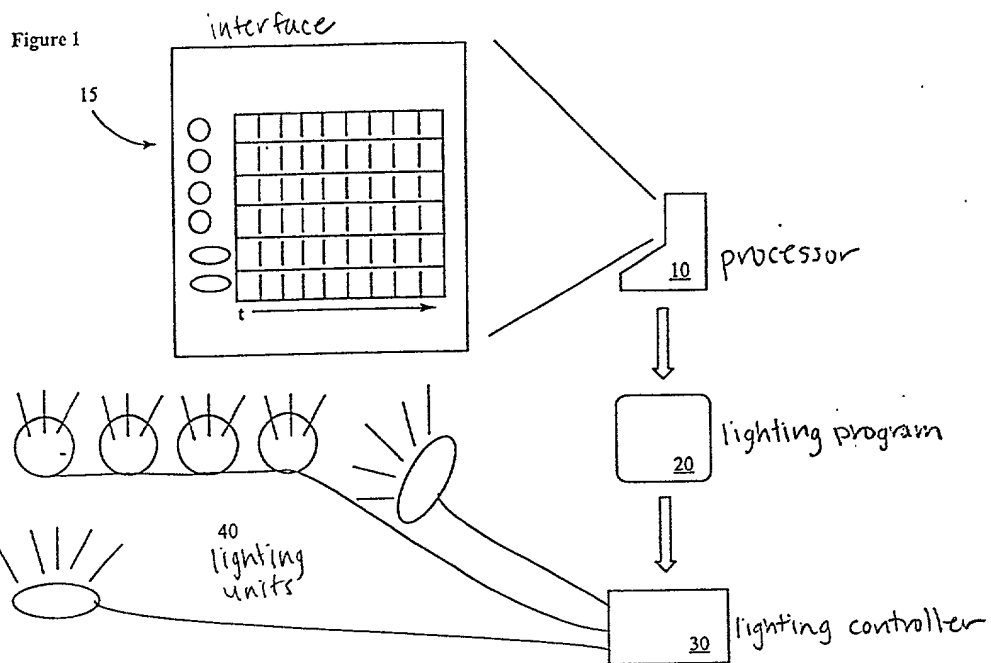 interface
Figure 1
15
t
10
processor
20
lighting program
40
lighting
units
30
lighting controller